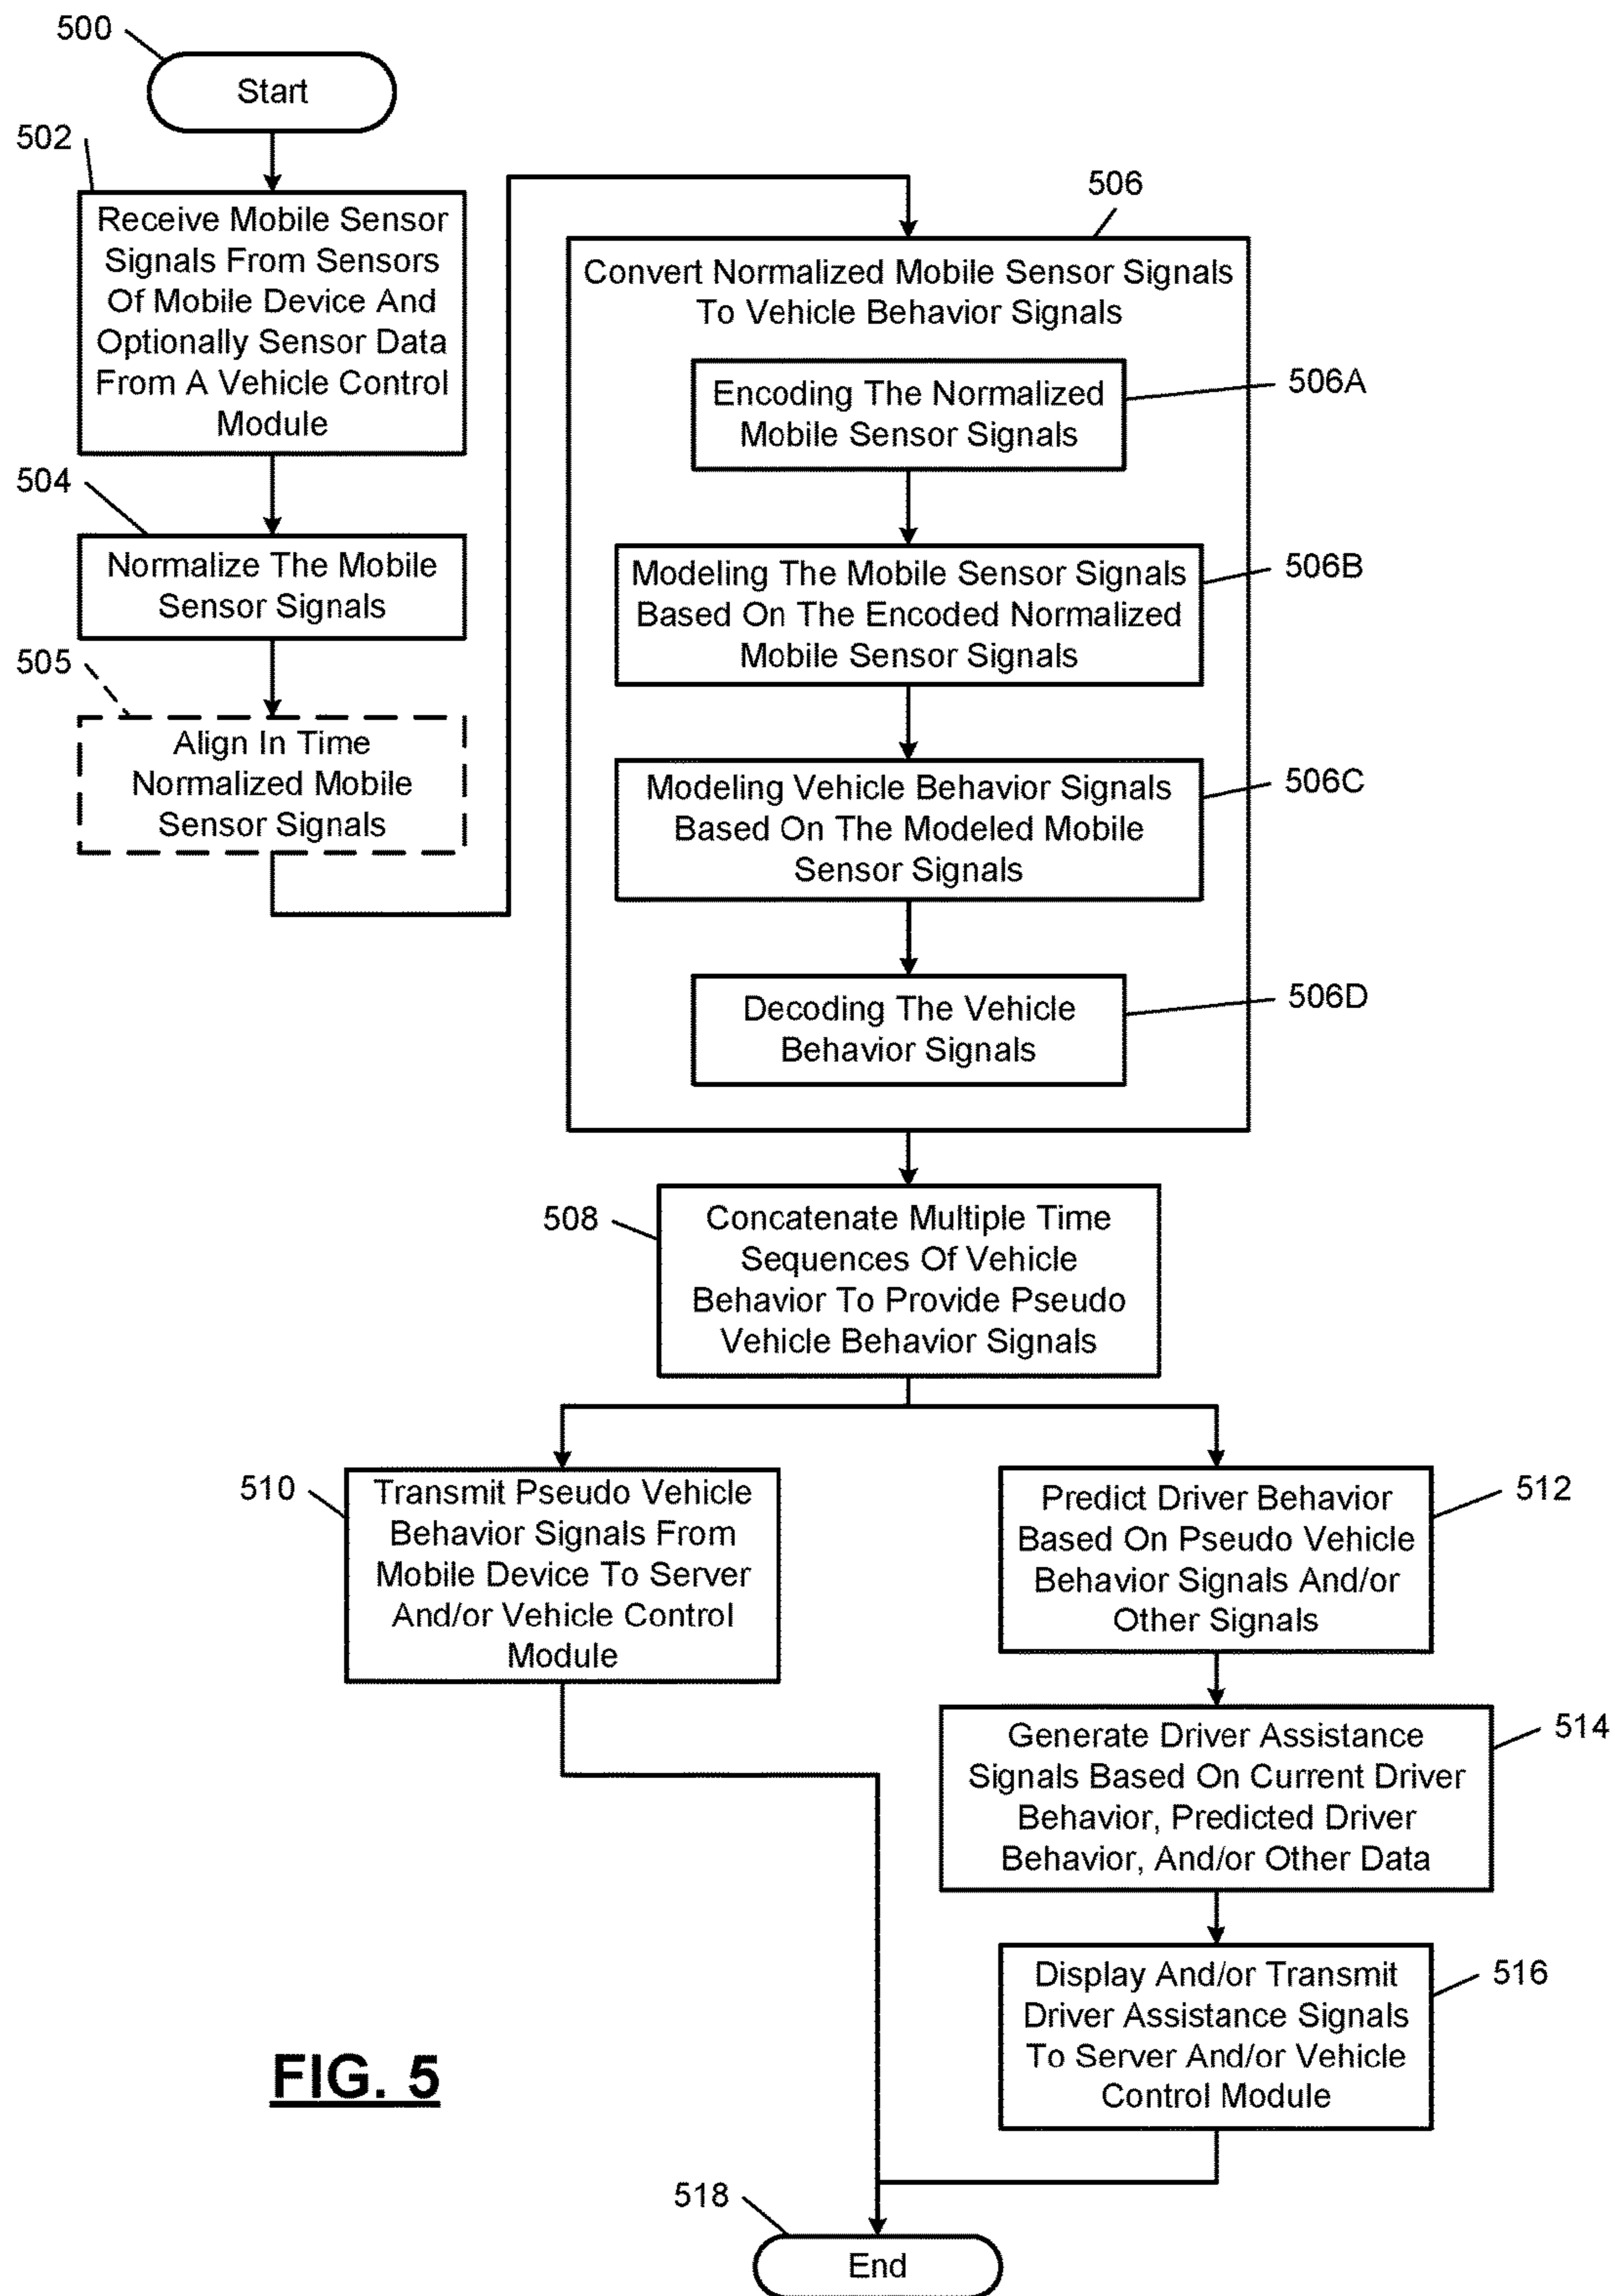 500
Start
502
Receive Mobile Sensor
Signals From Sensors
Of Mobile Device And
Optionally Sensor Data
From A Vehicle Control
Module
504
Normalize The Mobile
Sensor Signals
505
Align In Time
Normalized Mobile
Sensor Signals
506
Convert Normalized Mobile Sensor Signals
To Vehicle Behavior Signals
Encoding The Normalized
Mobile Sensor Signals
506A
Modeling The Mobile Sensor Signals
Based On The Encoded Normalized
Mobile Sensor Signals
506B
Modeling Vehicle Behavior Signals
Based On The Modeled Mobile
Sensor Signals
506C
Decoding The Vehicle
Behavior Signals
506D
508
Concatenate Multiple Time
Sequences Of Vehicle
Behavior To Provide Pseudo
Vehicle Behavior Signals
510
Transmit Pseudo Vehicle
Behavior Signals From
Mobile Device To Server
And/or Vehicle Control
Module
512
Predict Driver Behavior
Based On Pseudo Vehicle
Behavior Signals And/or
Other Signals
514
Generate Driver Assistance
Signals Based On Current Driver
Behavior, Predicted Driver
Behavior, And/or Other Data
516
Display And/or Transmit
Driver Assistance Signals
To Server And/or Vehicle
Control Module
FIG. 5
518
End